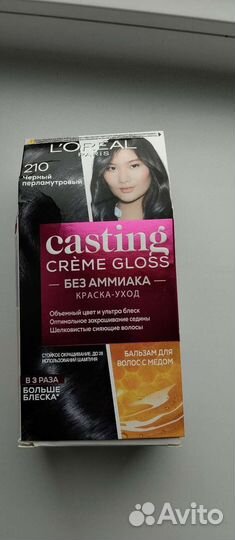 L'ORÉAL
PARIS
210
Черный
перламутровый
casting
CRÈME GLOSS
БЕЗ АММИАКА
КРАСКА-УХОД
Объемный цвет и ультра блеск
Оптимальное закрашивание седины
Шелковистые сияющие волосы
СТОЙКОЕ ОКРАШИВАНИЕ, ДО 28
ИСПОЛЬЗОВАНИЙ ШАМПУНЯ
В 3 РАЗА
БОЛЬШЕ
БЛЕСКА*
БАЛЬЗАМ ДЛЯ
ВОЛОС С МЕДОМ
Avito